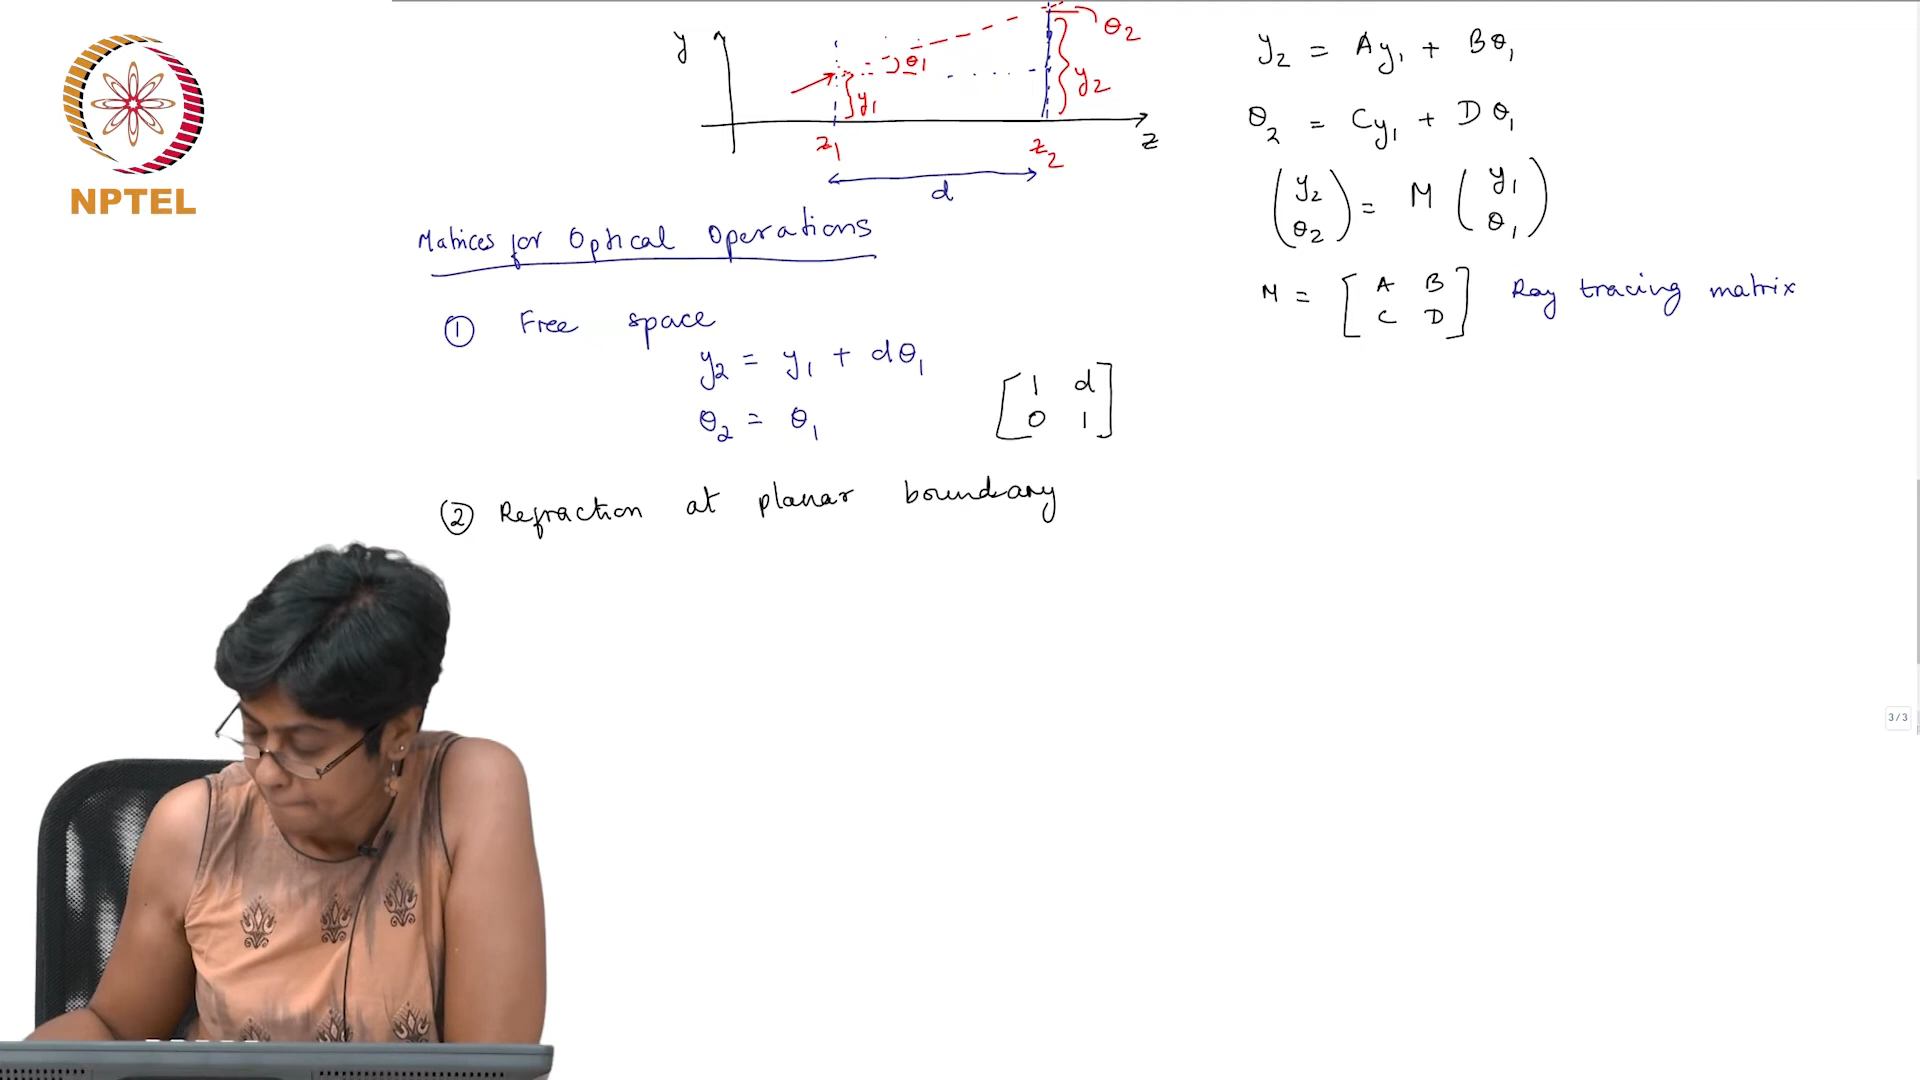 NPTEL
y
θ1
θ2
y1
y2
z1
z2
z
d
Matrices for Optical Operations
① Free space
y2 = y1 + dθ1
θ2 = θ1
[1 d
0 1]
② Refraction at planar boundary
y2 = Ay1 + Bθ1
θ2 = Cy1 + Dθ1
(y2 θ2) = M (y1 θ1)
M = [A B
C D] Ray tracing matrix
3/3